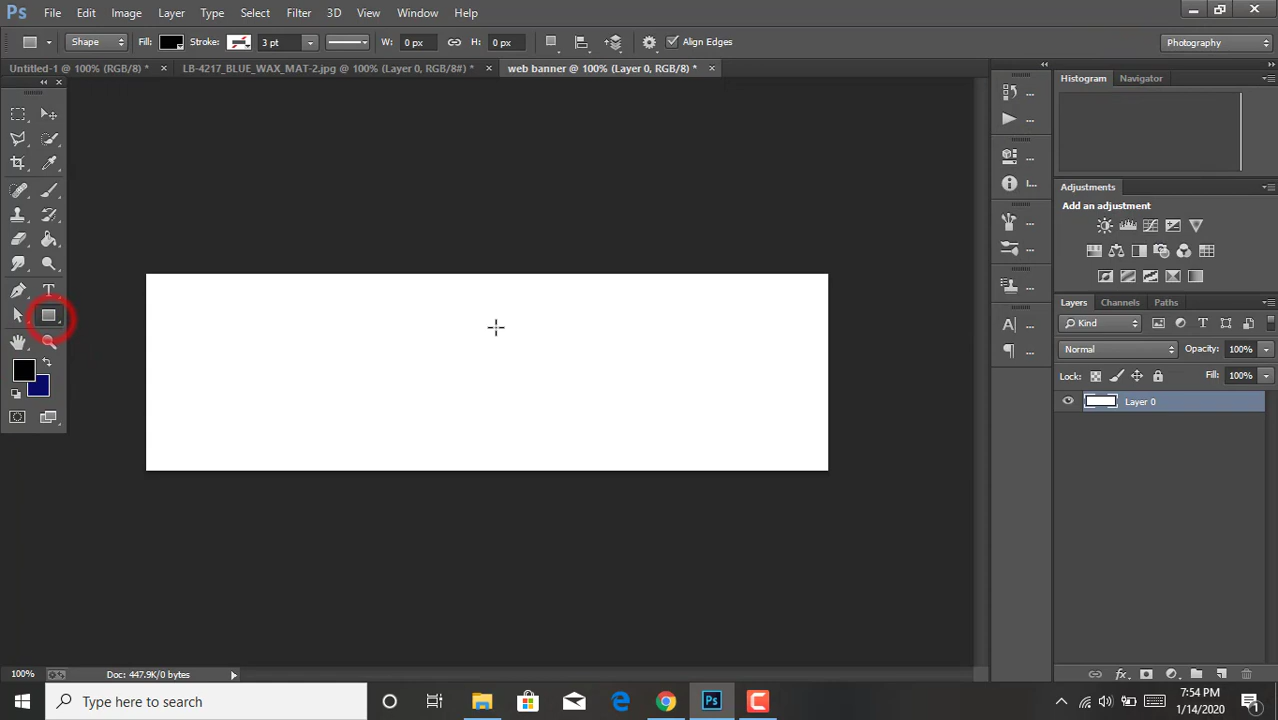 Ps File Edit Image Layer Type Select Filter 3D View Window Help
Shape Fill: Stroke: 3 pt W: 0 px H: 0 px Align Edges Photography
Untitled-1 @ 100% (RGB/8) * × LB-4217_BLUE_WAX_MAT-2.jpg @ 100% (Layer 0, RGB/8#) * × web banner @ 100% (Layer 0, RGB/8) * ×
Histogram Navigator
...
...
...
I...
Adjustments
Add an adjustment
...
...
...
T
Layers Channels Paths
Kind
A ...
Normal Opacity: 100%
...
Lock: Fill: 100%
Layer 0
fx
100% Doc: 447.9K/0 bytes
Type here to search
Ps
7:54 PM
1/14/2020
1